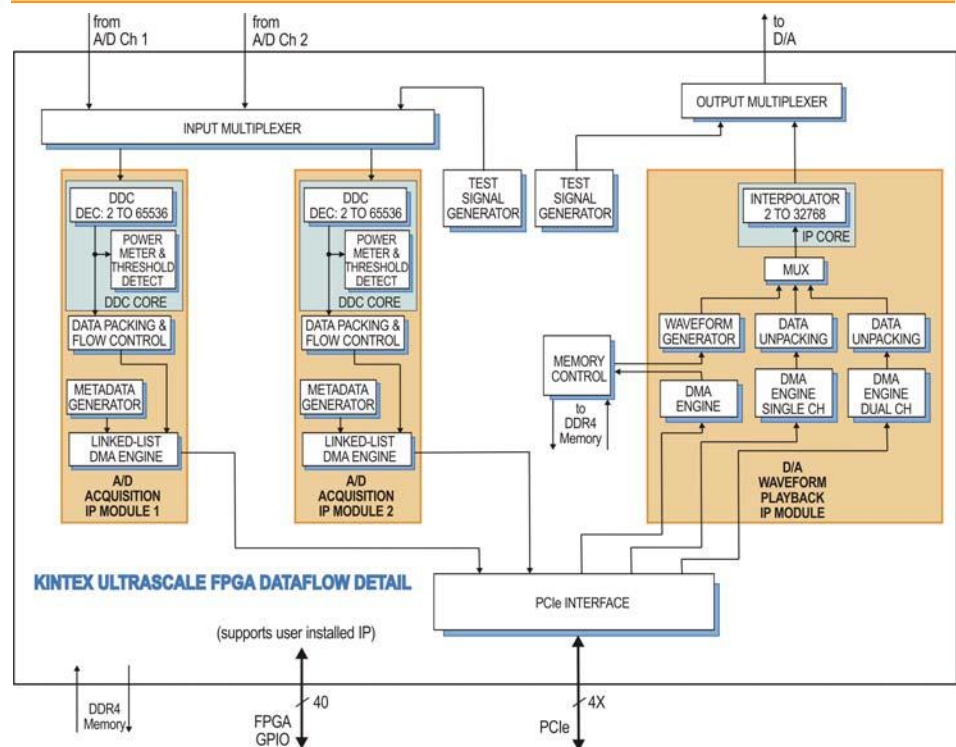 from
A/D Ch 1
from
A/D Ch 2
to
D/A
INPUT MULTIPLEXER
OUTPUT MULTIPLEXER
DDC
DEC: 2 TO 65536
POWER
METER &
THRESHOLD
DETECT
DDC CORE
DATA PACKING &
FLOW CONTROL
METADATA
GENERATOR
LINKED-LIST
DMA ENGINE
A/D
ACQUISITION
IP MODULE 1
DDC
DEC: 2 TO 65536
POWER
METER &
THRESHOLD
DETECT
DDC CORE
DATA PACKING &
FLOW CONTROL
METADATA
GENERATOR
LINKED-LIST
DMA ENGINE
A/D
ACQUISITION
IP MODULE 2
TEST
SIGNAL
GENERATOR
TEST
SIGNAL
GENERATOR
INTERPOLATOR
2 TO 32768
IP CORE
MUX
WAVEFORM
GENERATOR
DATA
UNPACKING
DATA
UNPACKING
MEMORY
CONTROL
to
DDR4
Memory
DMA
ENGINE
DMA
ENGINE
SINGLE CH
DMA
ENGINE
DUAL CH
D/A
WAVEFORM
PLAYBACK
IP MODULE
KINTEX ULTRASCALE FPGA DATAFLOW DETAIL
PCIe INTERFACE
(supports user installed IP)
DDR4
Memory
40
FPGA
GPIO
4X
PCIe